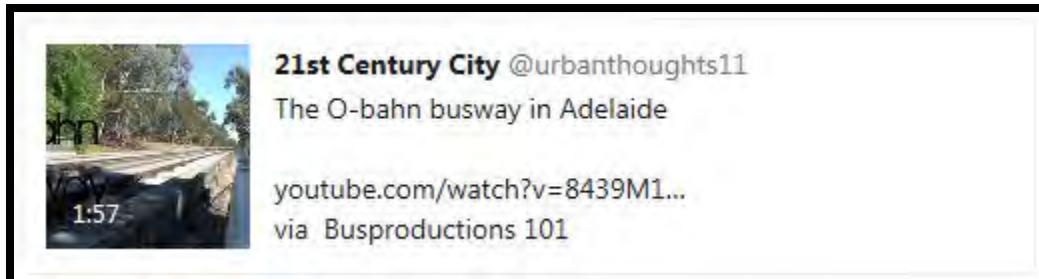 21st Century City @urbanthoughts11
The O-bahn busway in Adelaide
youtube.com/watch?v=8439M1...
via Busproductions 101
1:57